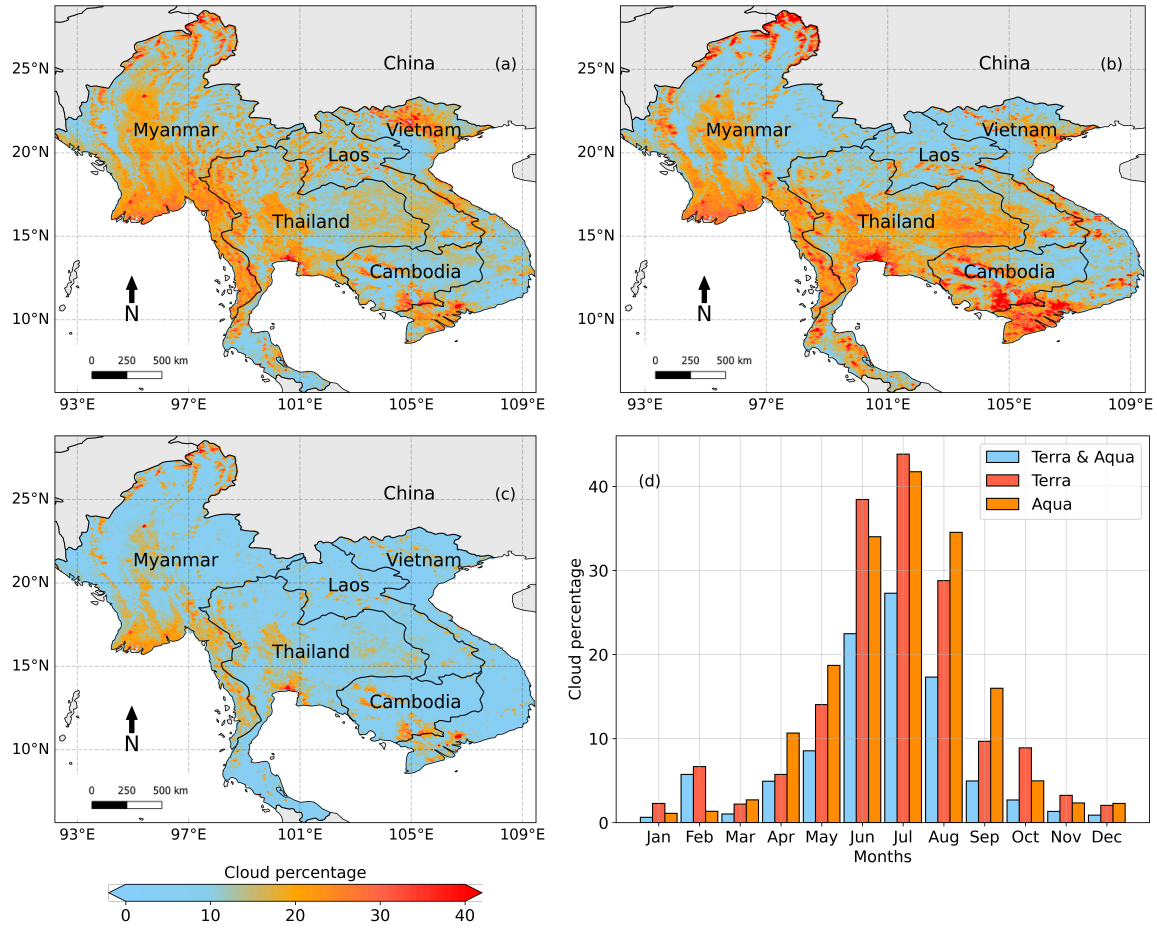 25°N
20°N
15°N
10°N
China
(a)
Myanmar
Vietnam
Laos
Thailand
Cambodia
N
0 250 500 km
93°E 97°E 101°E 105°E 109°E
25°N
20°N
15°N
10°N
China
(b)
Myanmar
Vietnam
Laos
Thailand
Cambodia
N
0 250 500 km
93°E 97°E 101°E 105°E 109°E
25°N
20°N
15°N
10°N
China
(c)
Myanmar
Vietnam
Laos
Thailand
Cambodia
N
0 250 500 km
93°E 97°E 101°E 105°E 109°E
Cloud percentage
0 10 20 30 40
(d)
Terra & Aqua
Terra
Aqua
Cloud percentage
40
30
20
10
0
Jan Feb Mar Apr May Jun Jul Aug Sep Oct Nov Dec
Months